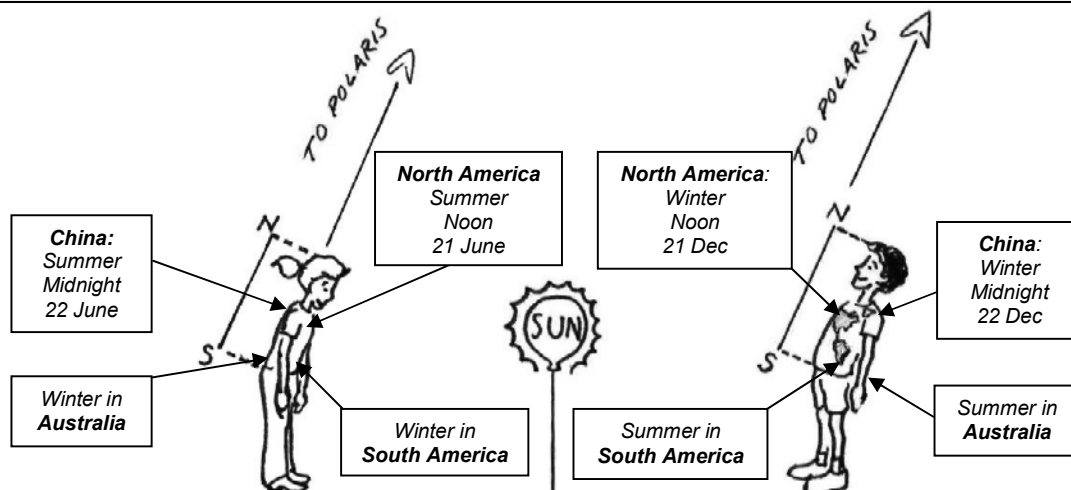 TO POLARIS
North America
Summer
Noon
21 June
N
China:
Summer
Midnight
22 June
S
Winter in
Australia
Winter in
South America
SUN
TO POLARIS
North America:
Winter
Noon
21 Dec
N
China:
Winter
Midnight
22 Dec
S
Summer in
South America
Summer in
Australia